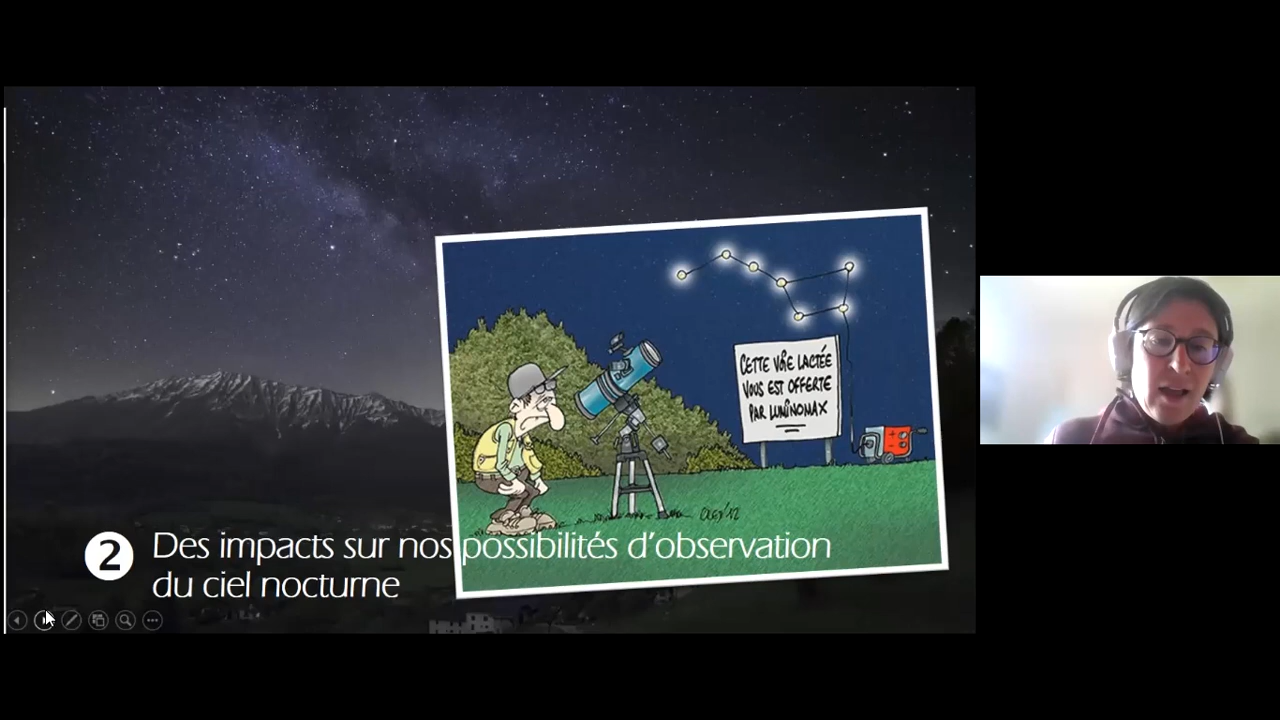 CETTE VOIE LACTÉE
VOUS EST OFFERTE
PAR LUMINOMAX
2 Des impacts sur nos possibilités d'observation
du ciel nocturne